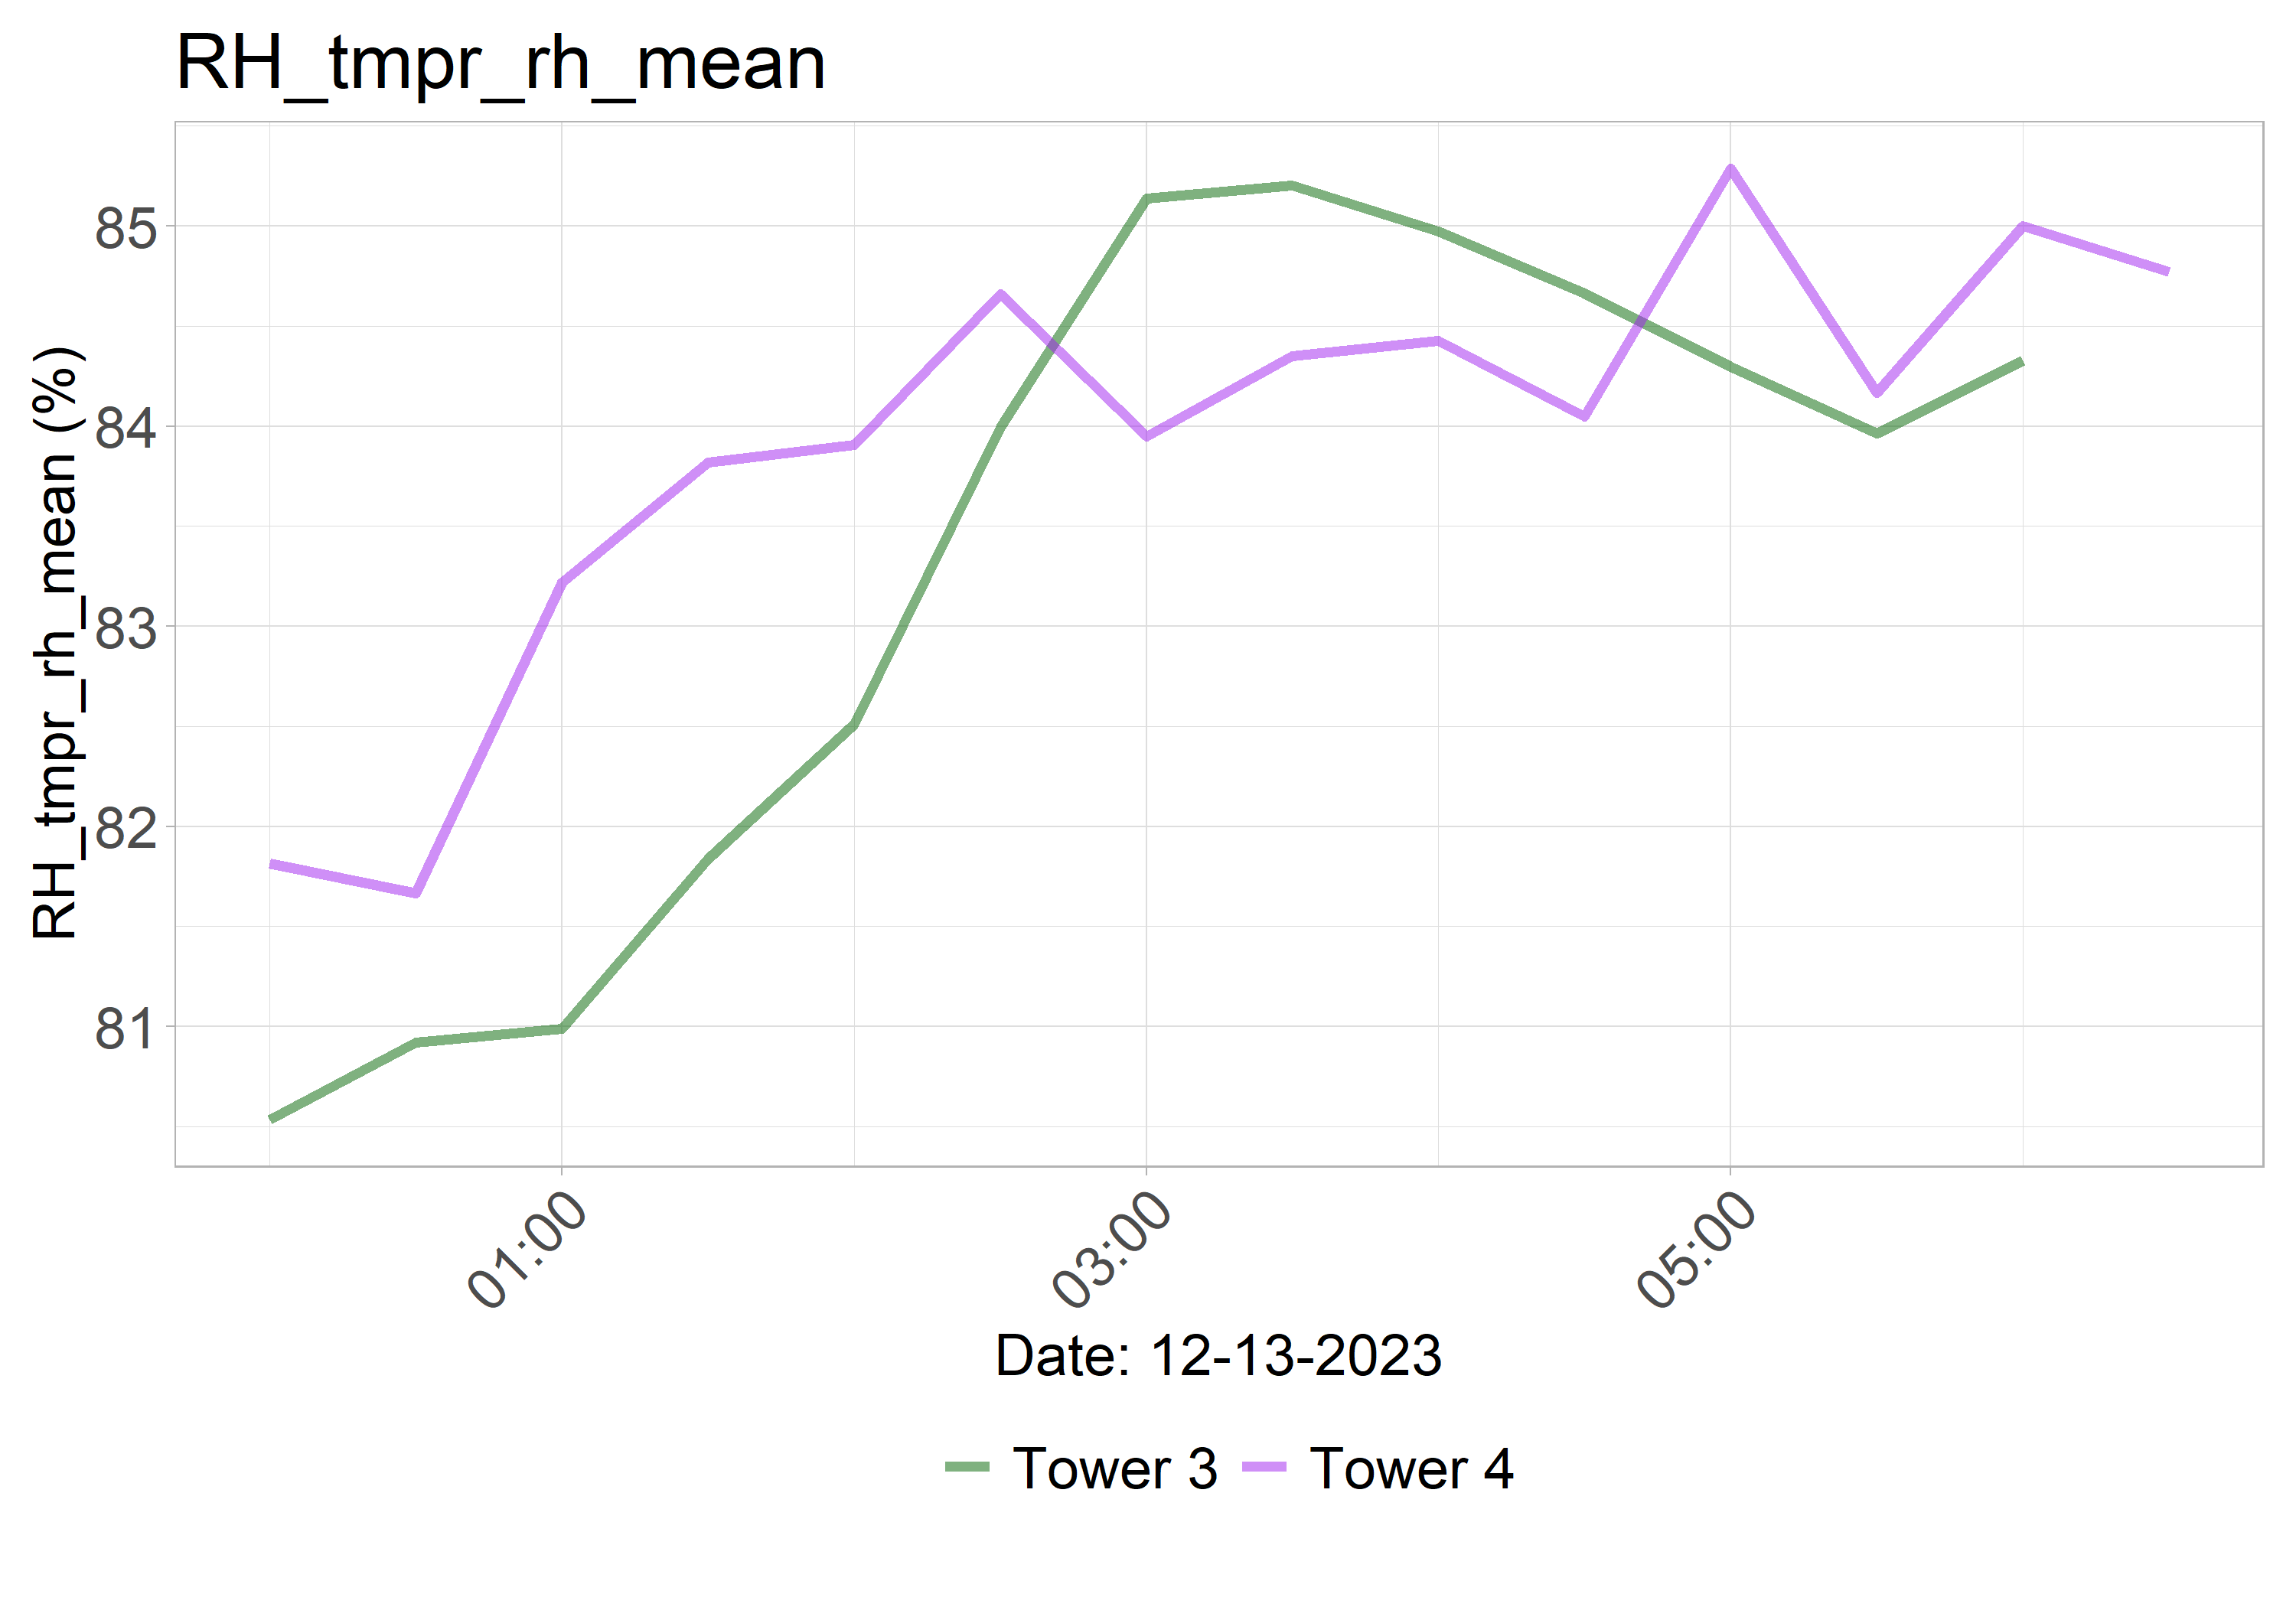 RH_tmpr_rh_mean
RH_tmpr_rh_mean (%)
85
84
83
82
81
01:00
03:00
05:00
Date: 12-13-2023
Tower 3
Tower 4